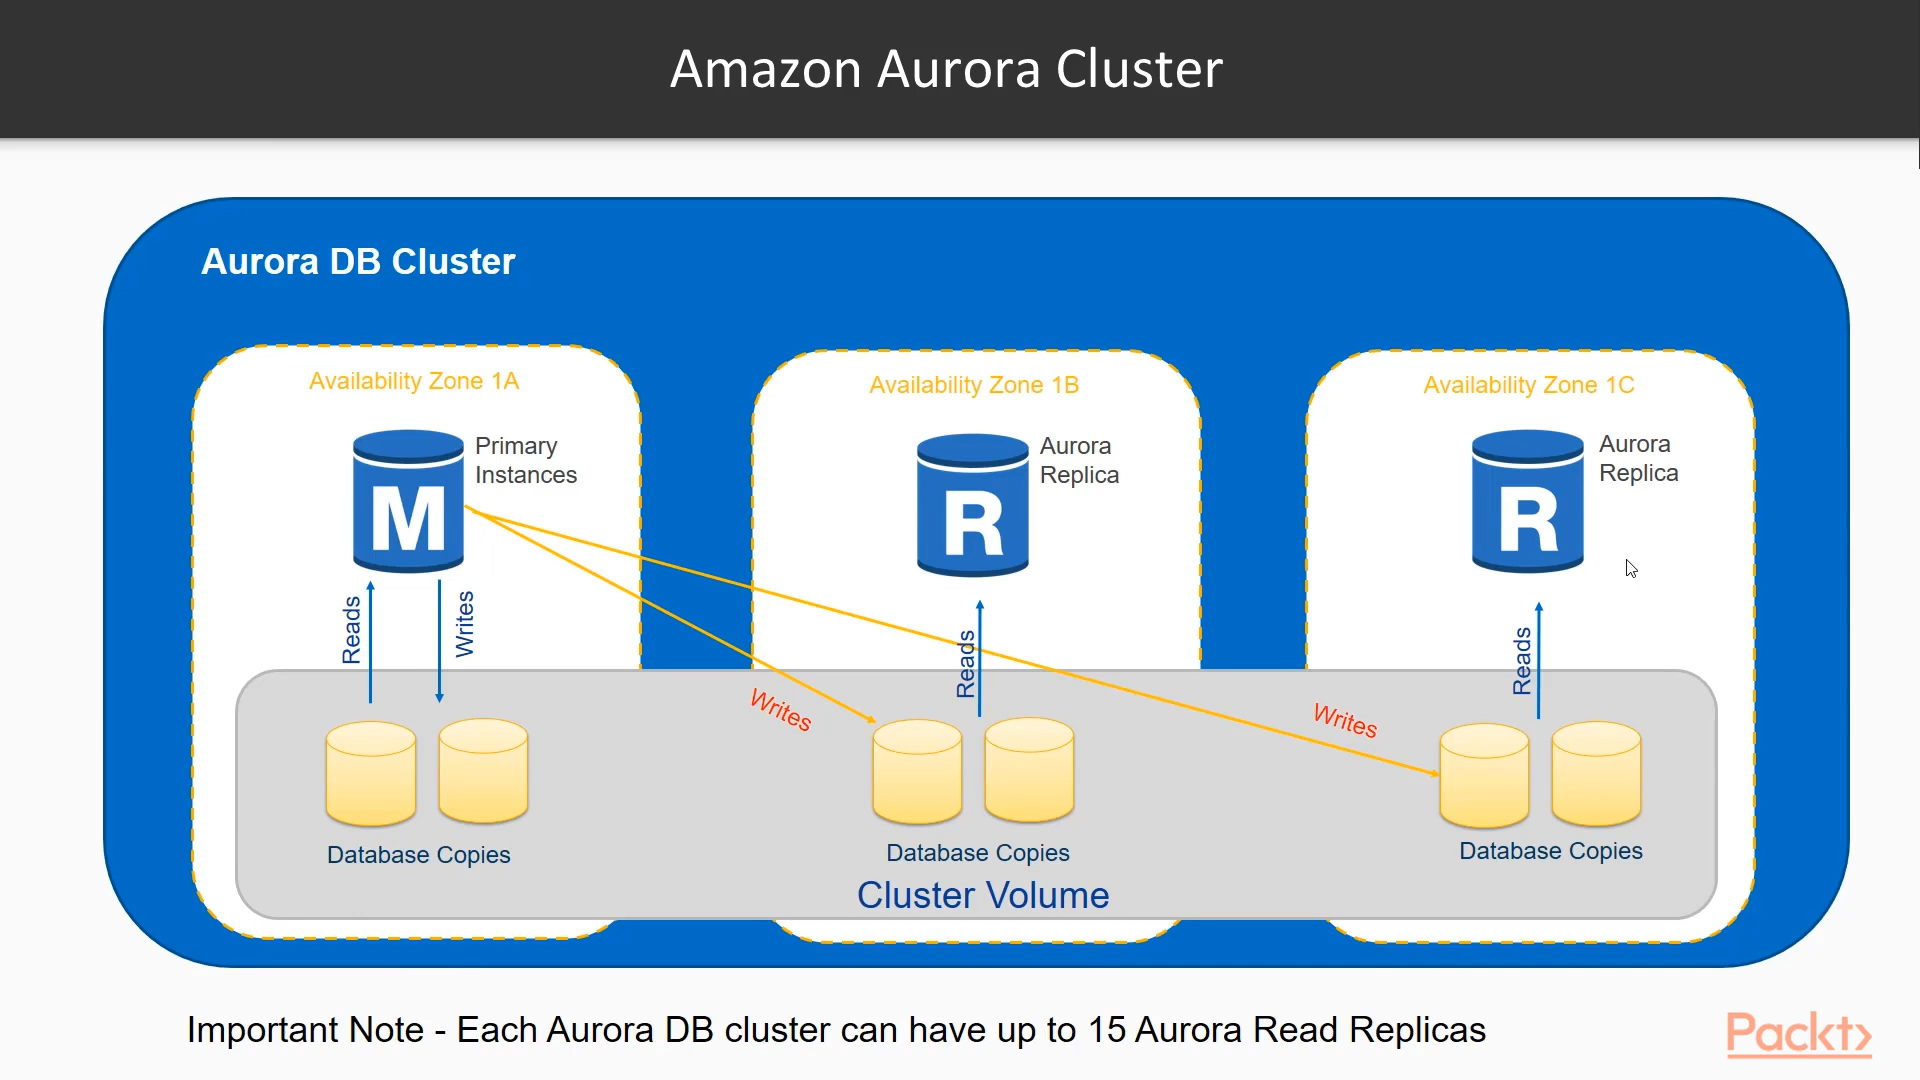 Amazon Aurora Cluster
Aurora DB Cluster
Availability Zone 1A
Primary
Instances
M
Reads
Writes
Database Copies
Availability Zone 1B
Aurora
Replica
R
Reads
Writes
Database Copies
Availability Zone 1C
Aurora
Replica
R
Reads
Writes
Database Copies
Cluster Volume
Important Note - Each Aurora DB cluster can have up to 15 Aurora Read Replicas
Packt>